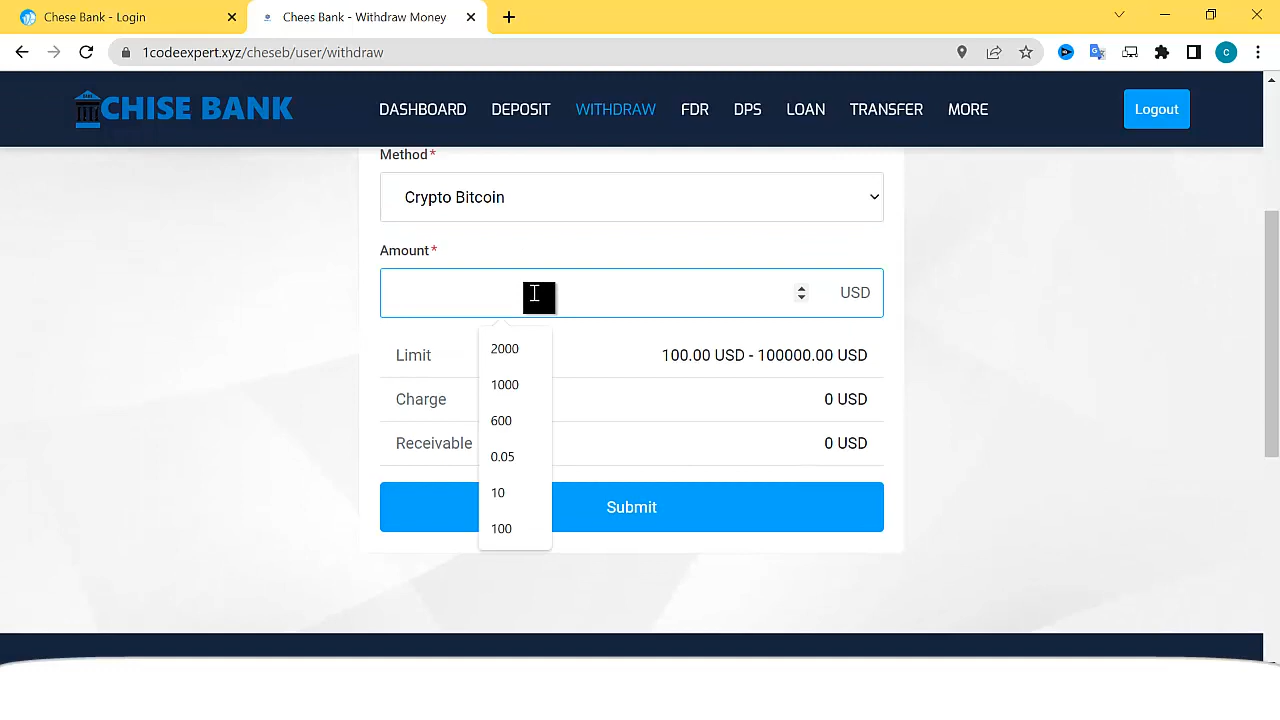 Chese Bank - Login
Chees Bank - Withdraw Money
1codeexpert.xyz/cheseb/user/withdraw
c
CHISE BANK
DASHBOARD
DEPOSIT
WITHDRAW
FDR
DPS
LOAN
TRANSFER
MORE
Logout
Method*
Crypto Bitcoin
Amount*
USD
2000
1000
600
0.05
10
100
Limit
100.00 USD - 100000.00 USD
Charge
0 USD
Receivable
0 USD
Submit